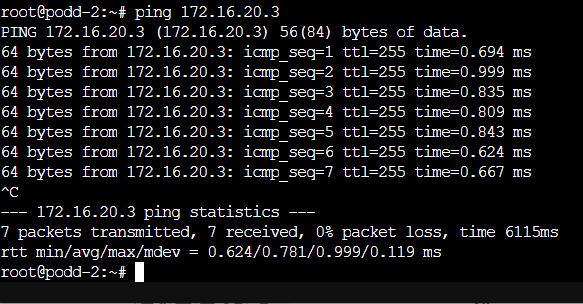 root@podd-2:~# ping 172.16.20.3
PING 172.16.20.3 (172.16.20.3) 56(84) bytes of data.
64 bytes from 172.16.20.3: icmp_seq=1 ttl=255 time=0.694 ms
64 bytes from 172.16.20.3: icmp_seq=2 ttl=255 time=0.999 ms
64 bytes from 172.16.20.3: icmp_seq=3 ttl=255 time=0.835 ms
64 bytes from 172.16.20.3: icmp_seq=4 ttl=255 time=0.809 ms
64 bytes from 172.16.20.3: icmp_seq=5 ttl=255 time=0.843 ms
64 bytes from 172.16.20.3: icmp_seq=6 ttl=255 time=0.624 ms
64 bytes from 172.16.20.3: icmp_seq=7 ttl=255 time=0.667 ms
^C
--- 172.16.20.3 ping statistics ---
7 packets transmitted, 7 received, 0% packet loss, time 6115ms
rtt min/avg/max/mdev = 0.624/0.781/0.999/0.119 ms
root@podd-2:~#